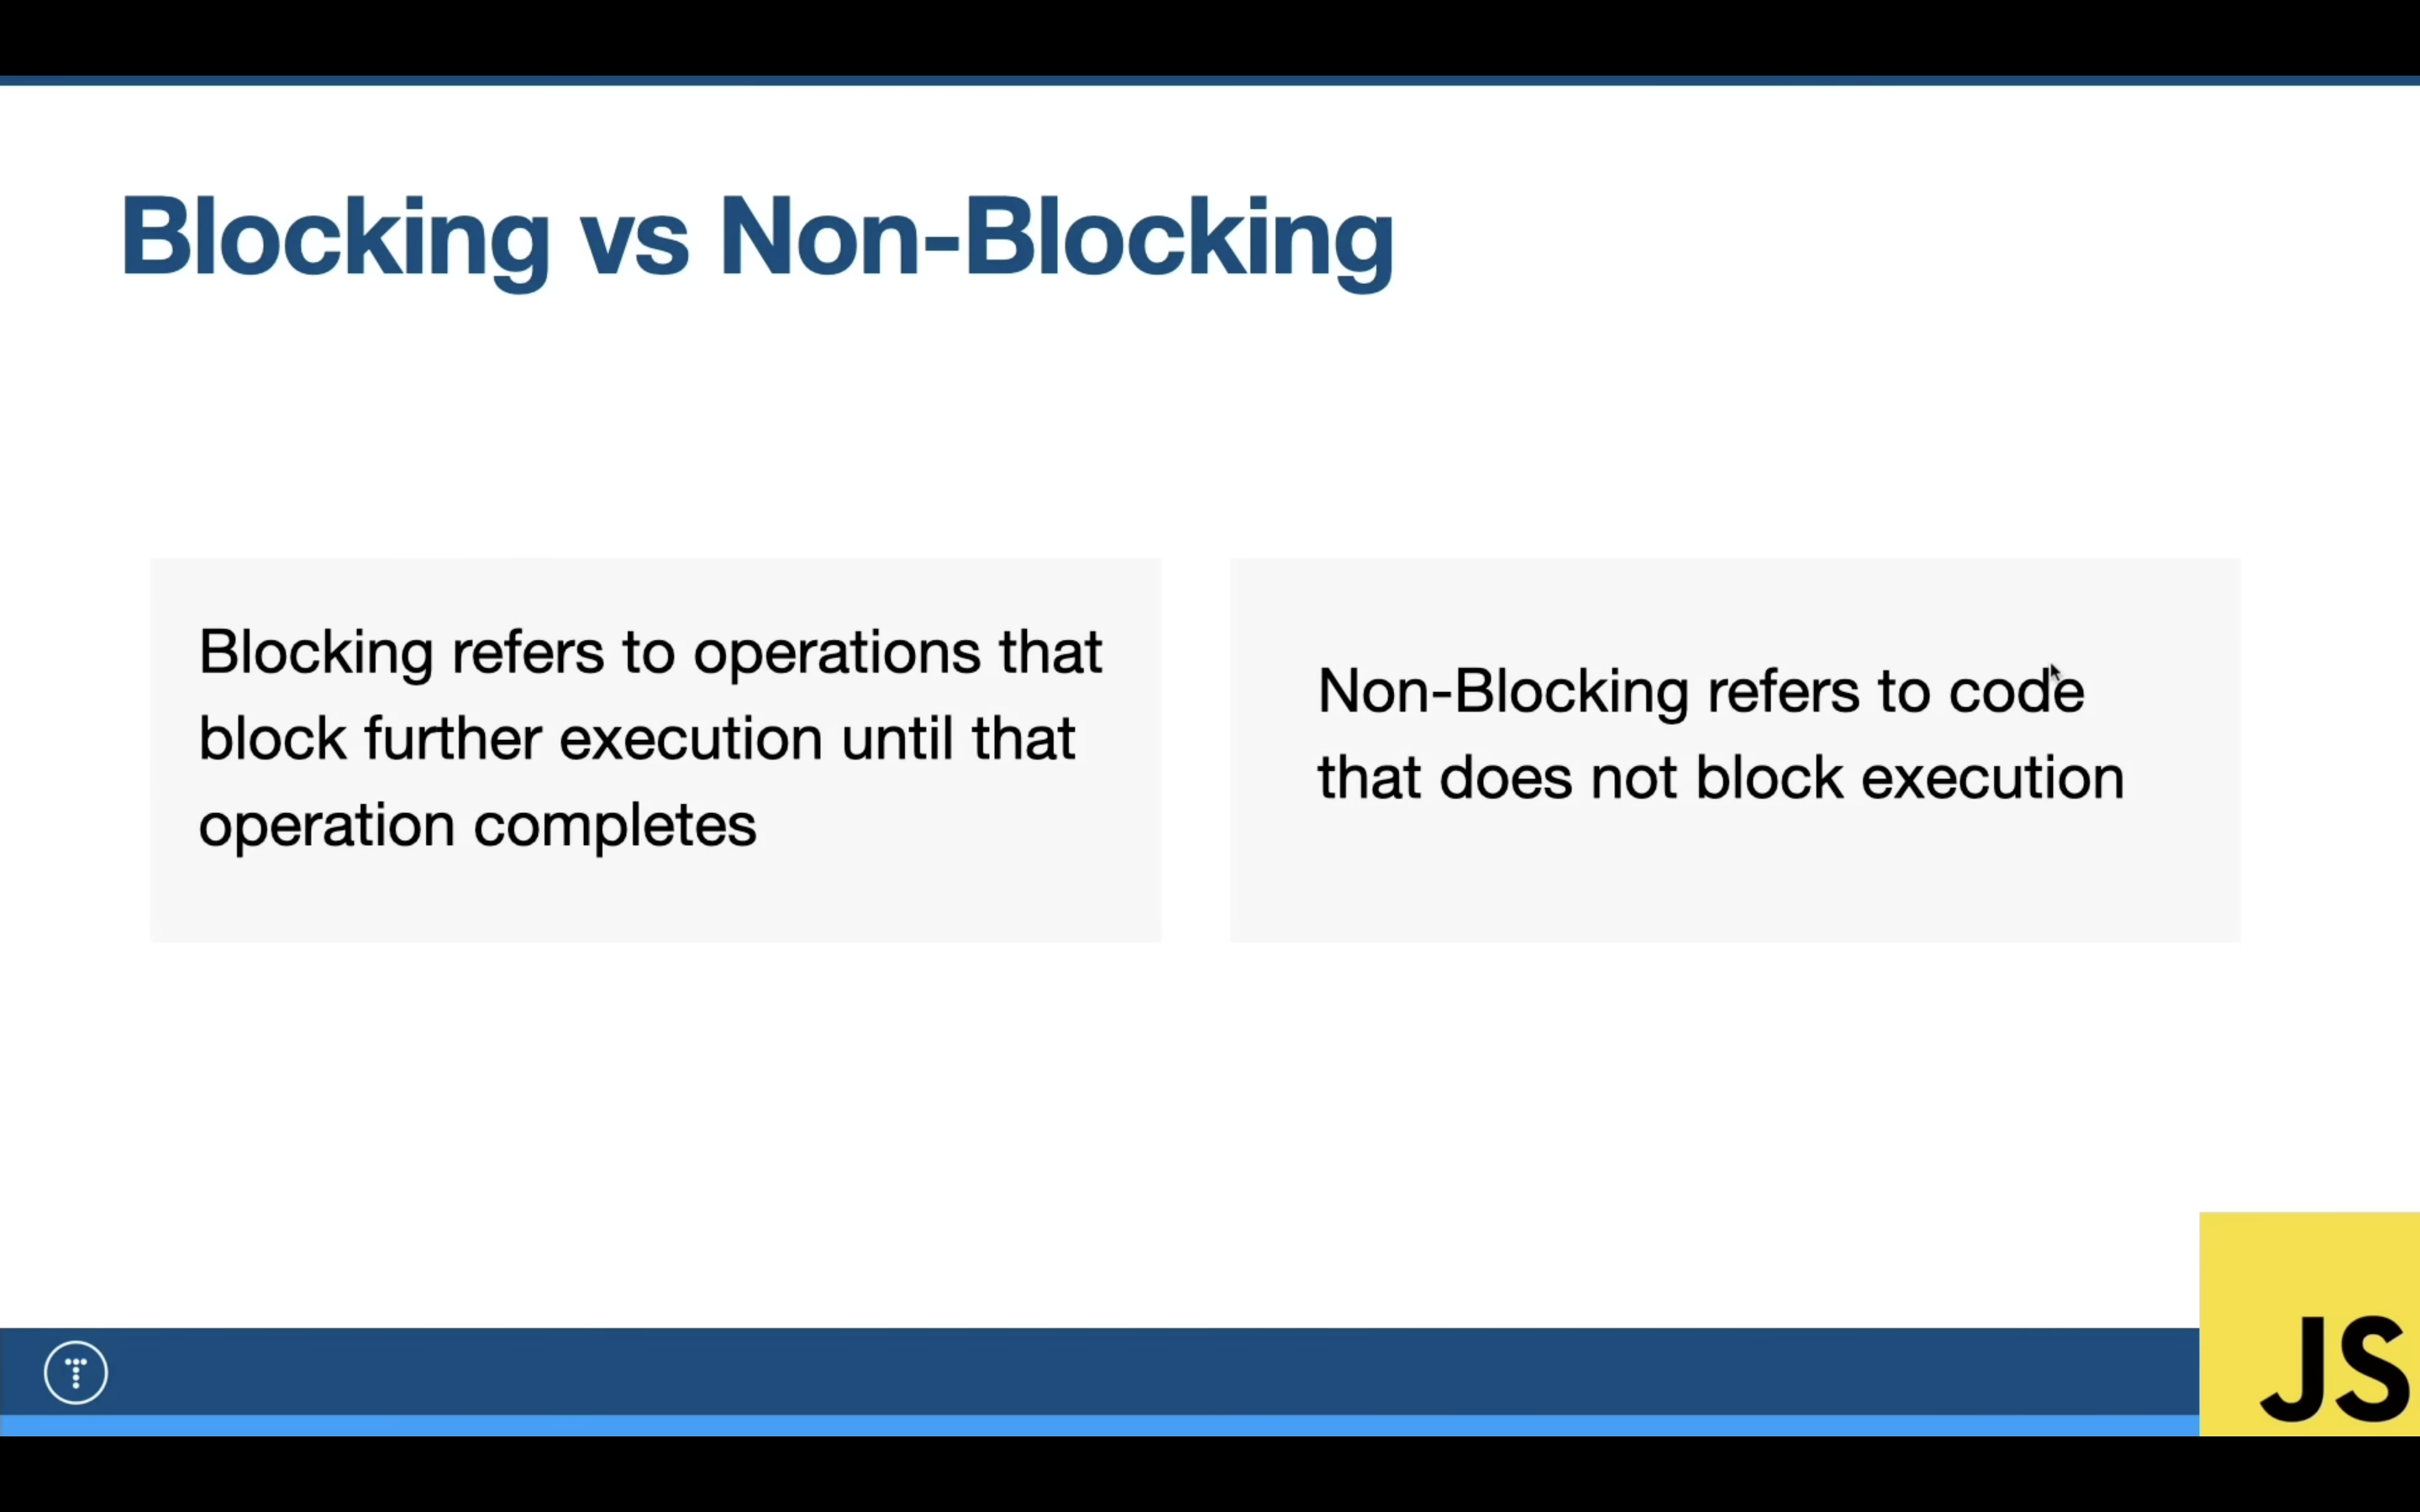 Blocking vs Non-Blocking
Blocking refers to operations that
block further execution until that
operation completes
Non-Blocking refers to code
that does not block execution
T
JS